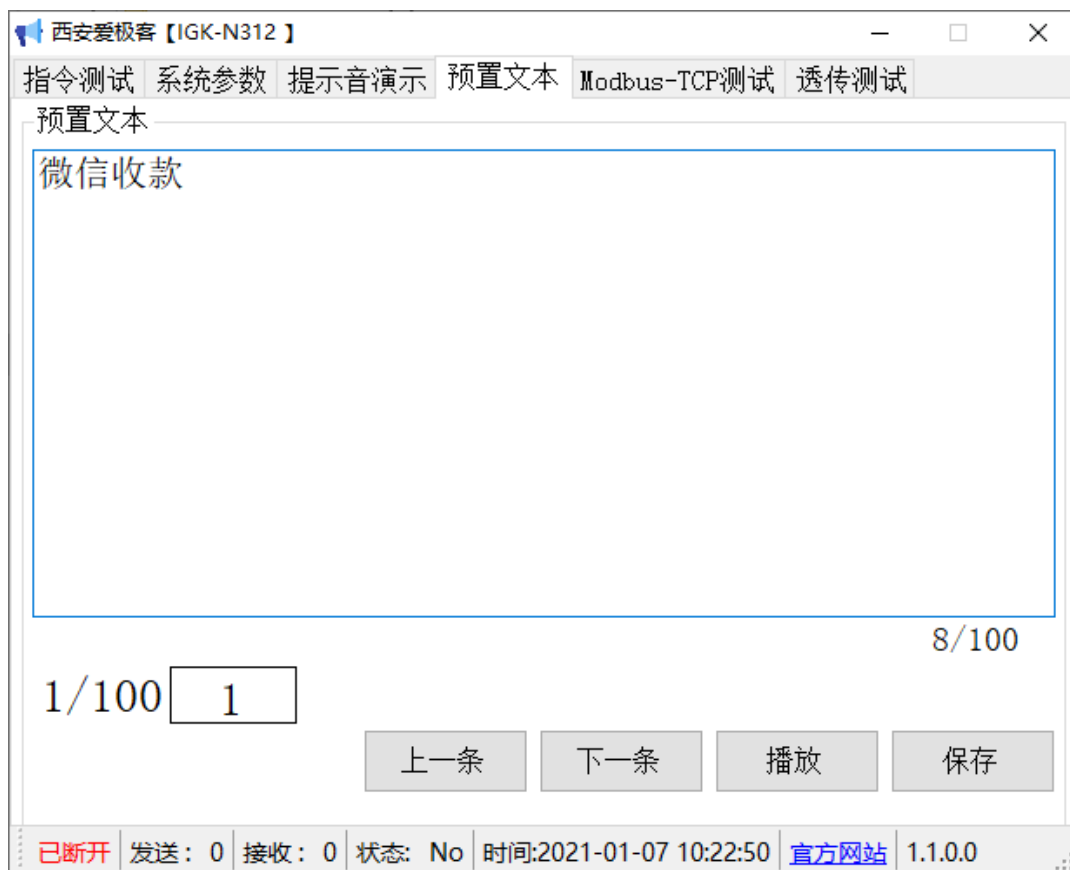 西安爱极客【IGK-N312 】
指令测试 系统参数 提示音演示 预置文本 Modbus-TCP测试 透传测试
预置文本
微信收款
8/100
1/100 1
上一条 下一条 播放 保存
已断开 发送： 0 接收： 0 状态: No 时间:2021-01-07 10:22:50 官方网站 1.1.0.0